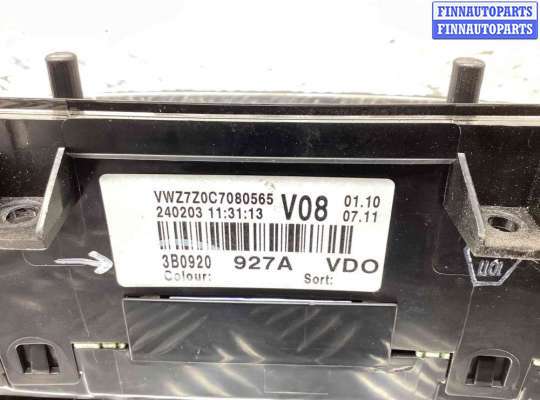 FINNAUTOPARTS
FINNAUTOPARTS
VWZ7Z0C7080565
240203 11:31:13 V08 01.10
07.11
3B0920 927A VDO
Colour: Sort: